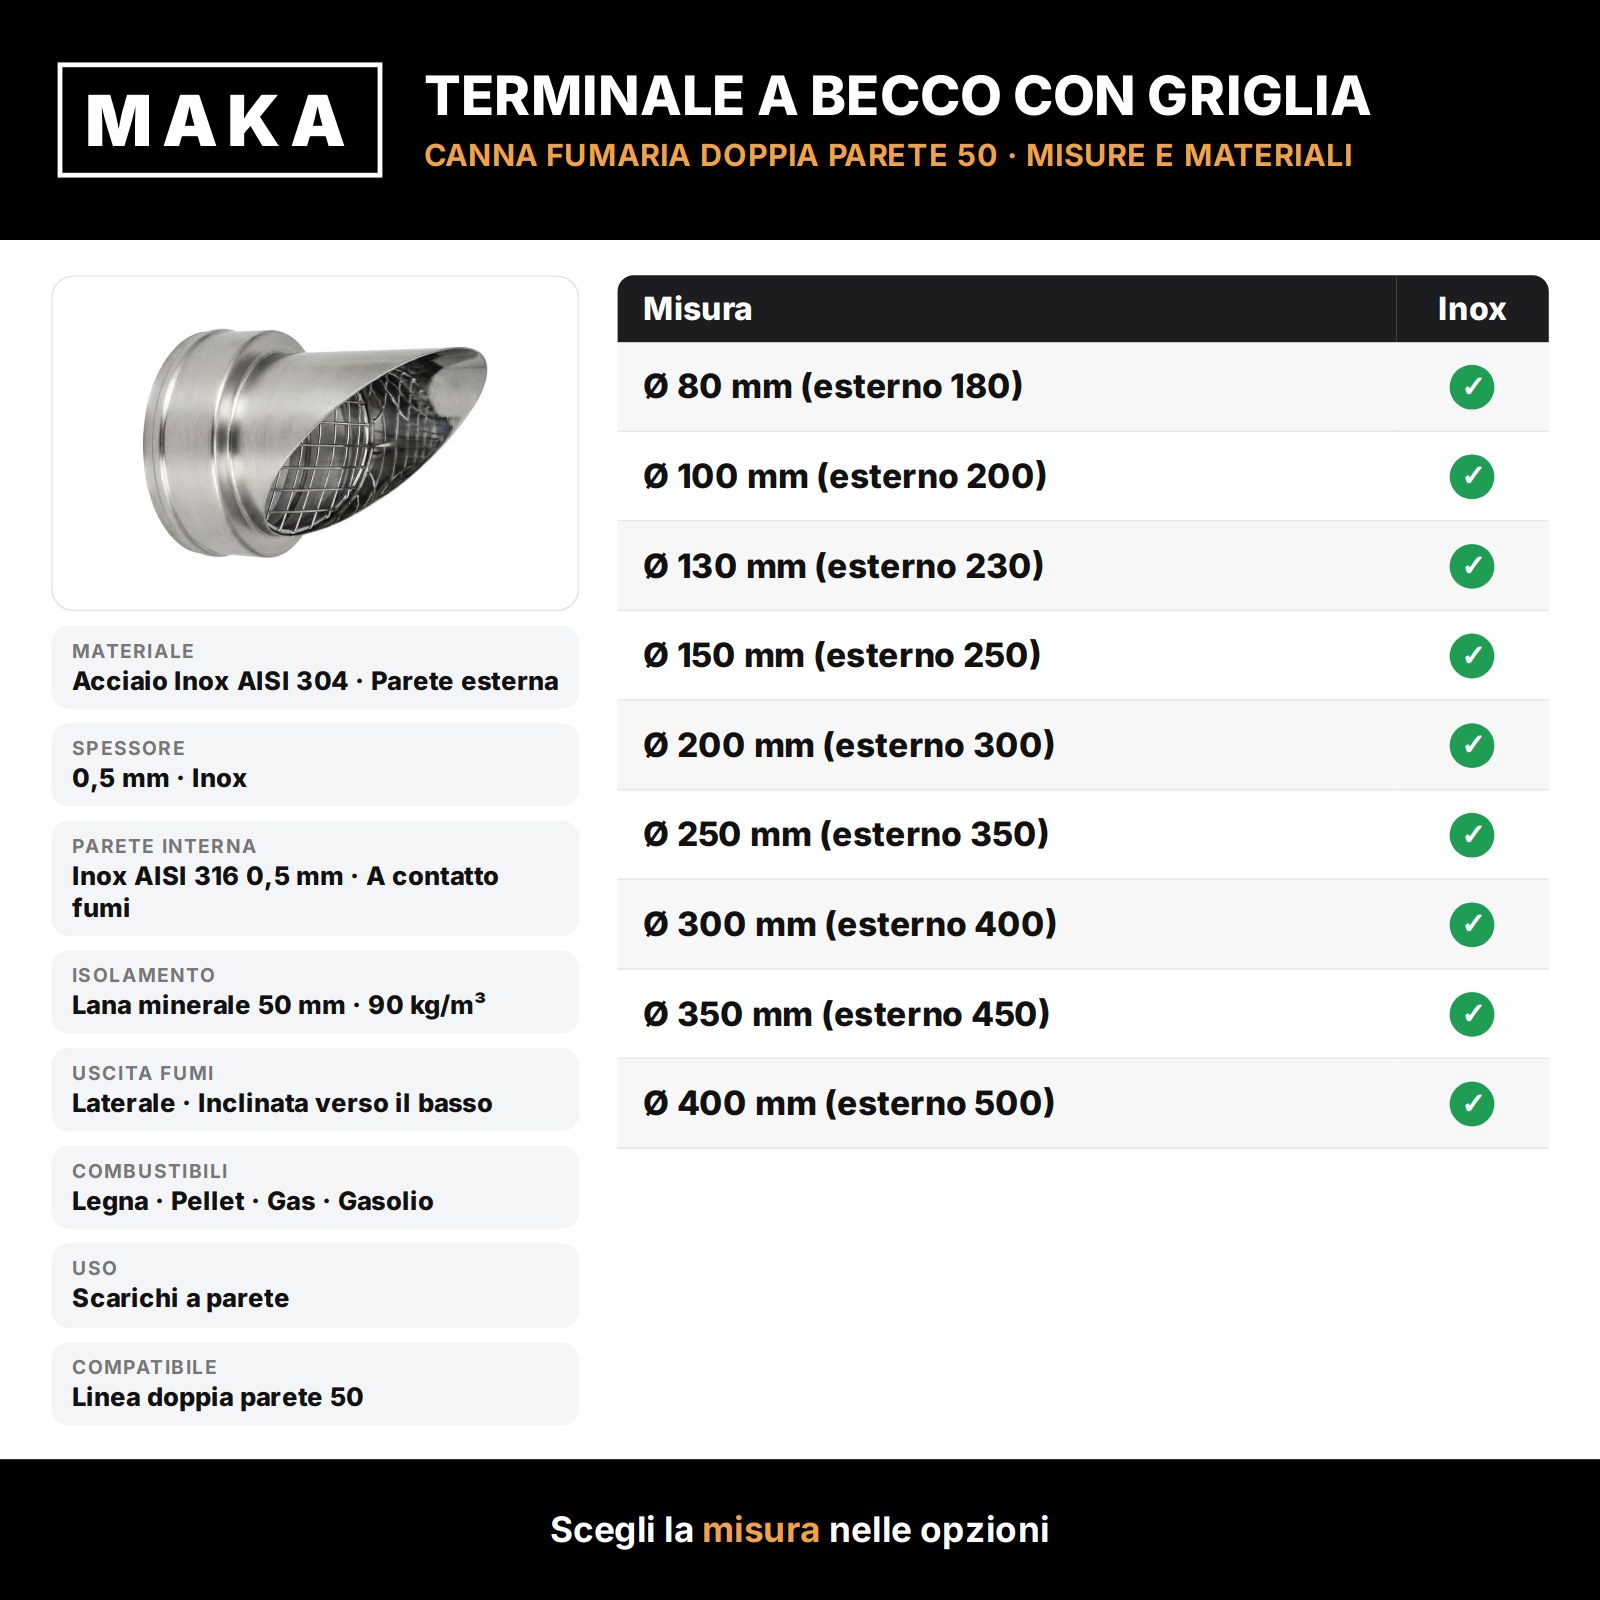 MAKA
TERMINALE A BECCO CON GRIGLIA
CANNA FUMARIA DOPPIA PARETE 50 · MISURE E MATERIALI
MATERIALE
Acciaio Inox AISI 304 · Parete esterna
SPESSORE
0,5 mm · Inox
PARETE INTERNA
Inox AISI 316 0,5 mm · A contatto
fumi
ISOLAMENTO
Lana minerale 50 mm · 90 kg/m³
USCITA FUMI
Laterale · Inclinata verso il basso
COMBUSTIBILI
Legna · Pellet · Gas · Gasolio
USO
Scarichi a parete
COMPATIBILE
Linea doppia parete 50
Misura Inox
Ø 80 mm (esterno 180) ✓
Ø 100 mm (esterno 200) ✓
Ø 130 mm (esterno 230) ✓
Ø 150 mm (esterno 250) ✓
Ø 200 mm (esterno 300) ✓
Ø 250 mm (esterno 350) ✓
Ø 300 mm (esterno 400) ✓
Ø 350 mm (esterno 450) ✓
Ø 400 mm (esterno 500) ✓
Scegli la misura nelle opzioni